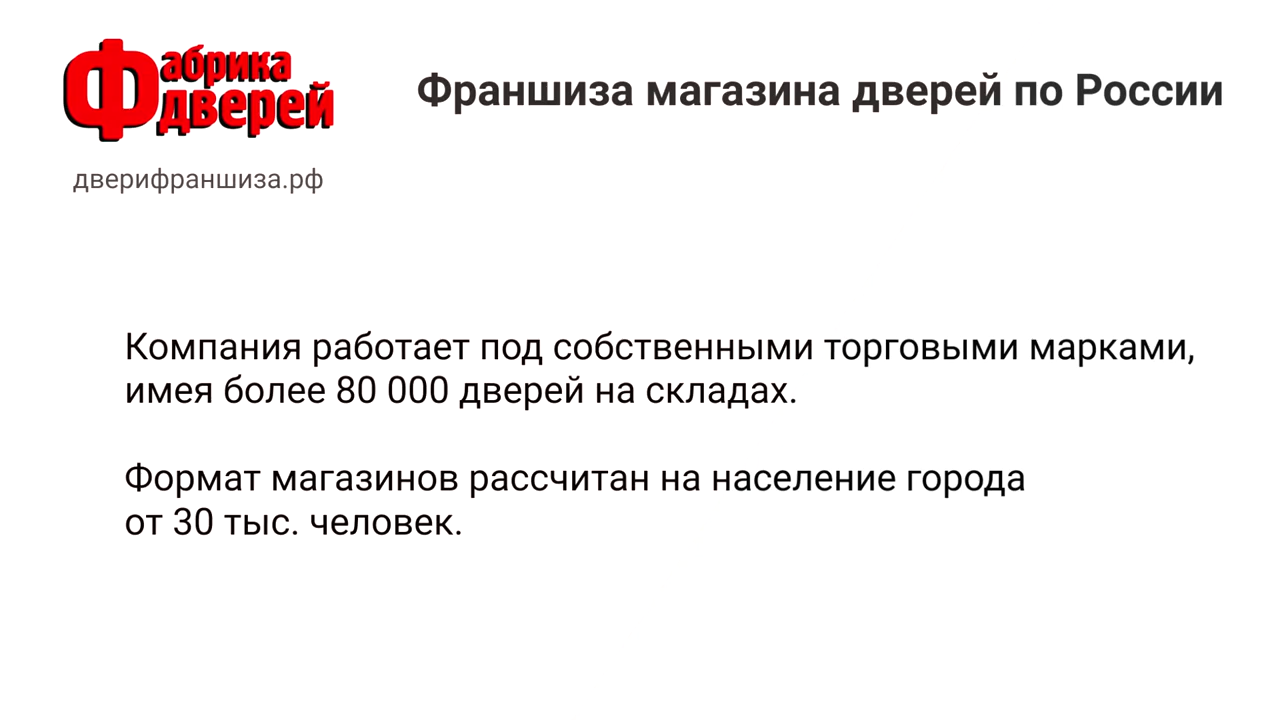 Фабрика
дверей
Франшиза магазина дверей по России
дверифраншиза.рф
Компания работает под собственными торговыми марками,
имея более 80 000 дверей на складах.
Формат магазинов рассчитан на население города
от 30 тыс. человек.